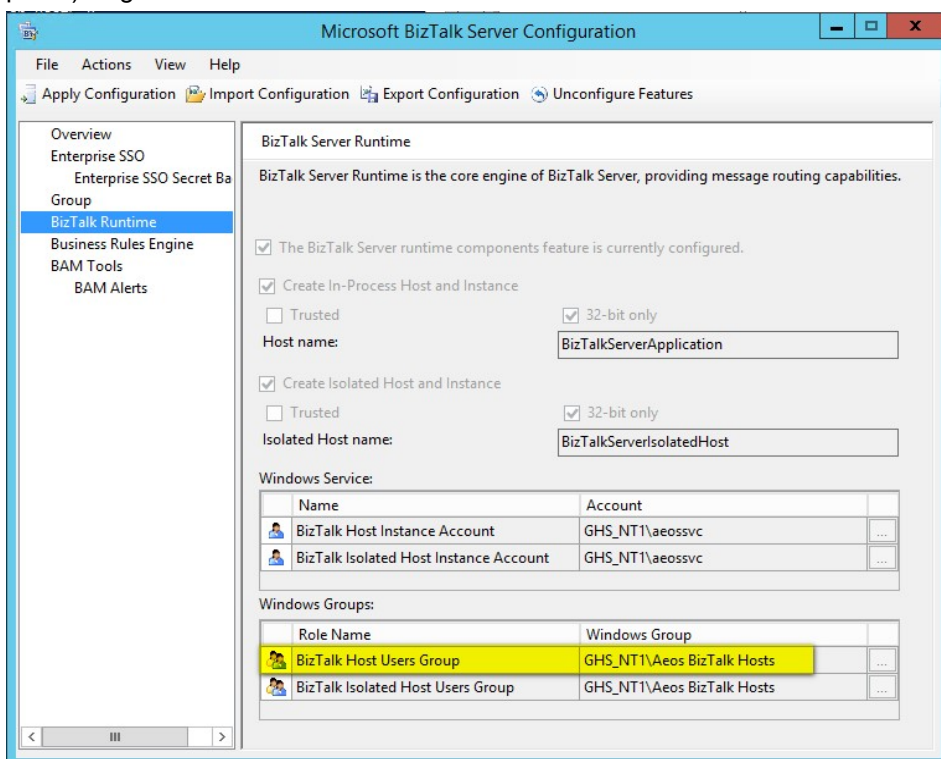 Microsoft BizTalk Server Configuration
File Actions View Help
Apply Configuration Import Configuration Export Configuration Unconfigure Features
Overview
Enterprise SSO
Enterprise SSO Secret Ba
Group
BizTalk Runtime
Business Rules Engine
BAM Tools
BAM Alerts
BizTalk Server Runtime
BizTalk Server Runtime is the core engine of BizTalk Server, providing message routing capabilities.
The BizTalk Server runtime components feature is currently configured.
Create In-Process Host and Instance
Trusted 32-bit only
Host name: BizTalkServerApplication
Create Isolated Host and Instance
Trusted 32-bit only
Isolated Host name: BizTalkServerIsolatedHost
Windows Service:
Name Account
BizTalk Host Instance Account GHS_NT1\aeossvc ...
BizTalk Isolated Host Instance Account GHS_NT1\aeossvc ...
Windows Groups:
Role Name Windows Group
BizTalk Host Users Group GHS_NT1\Aeos BizTalk Hosts ...
BizTalk Isolated Host Users Group GHS_NT1\Aeos BizTalk Hosts ...